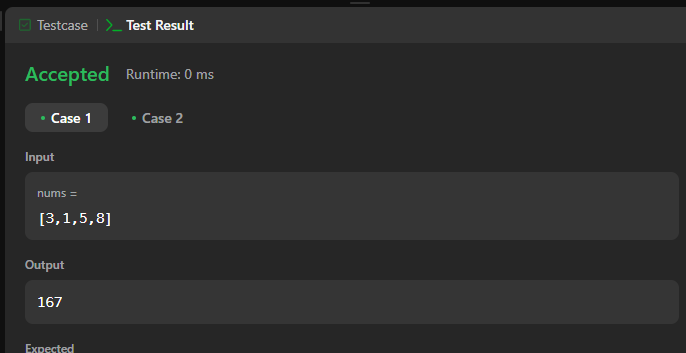 Testcase | >_ Test Result
Accepted Runtime: 0 ms
• Case 1 • Case 2
Input
nums =
[3,1,5,8]
Output
167
Expected